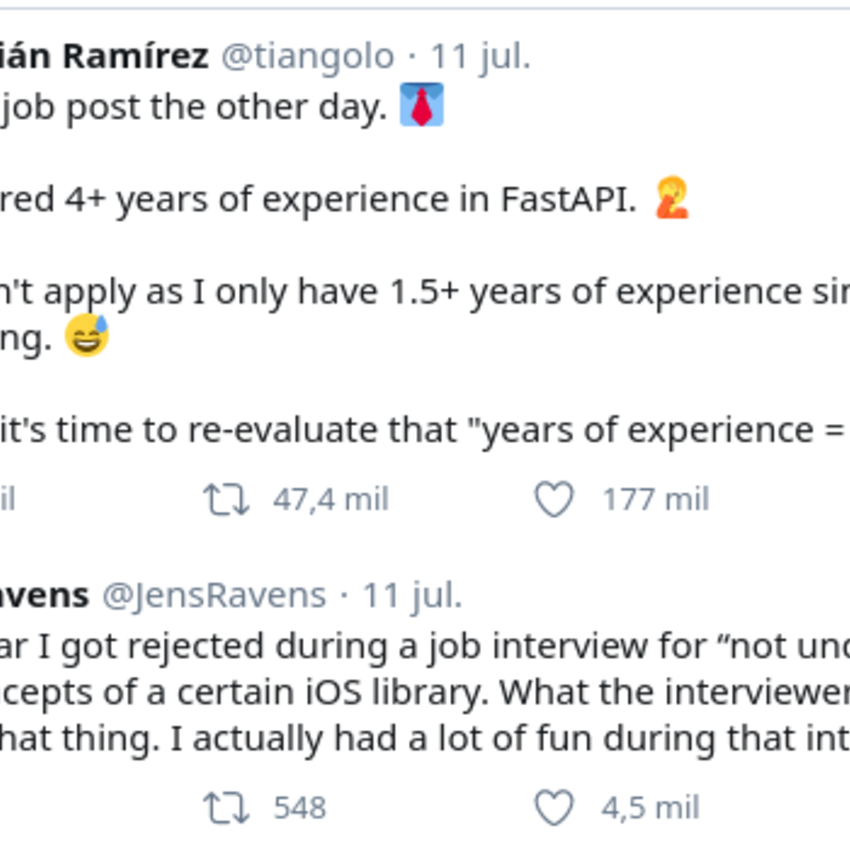 ián Ramírez @tiangolo · 11 jul.
job post the other day. 👔
red 4+ years of experience in FastAPI. 🤦
n't apply as I only have 1.5+ years of experience sin
ng. 😅
it's time to re-evaluate that "years of experience =
il 47,4 mil 177 mil
avens @JensRavens · 11 jul.
ar I got rejected during a job interview for “not und
cepts of a certain iOS library. What the interviewer
hat thing. I actually had a lot of fun during that int
548 4,5 mil